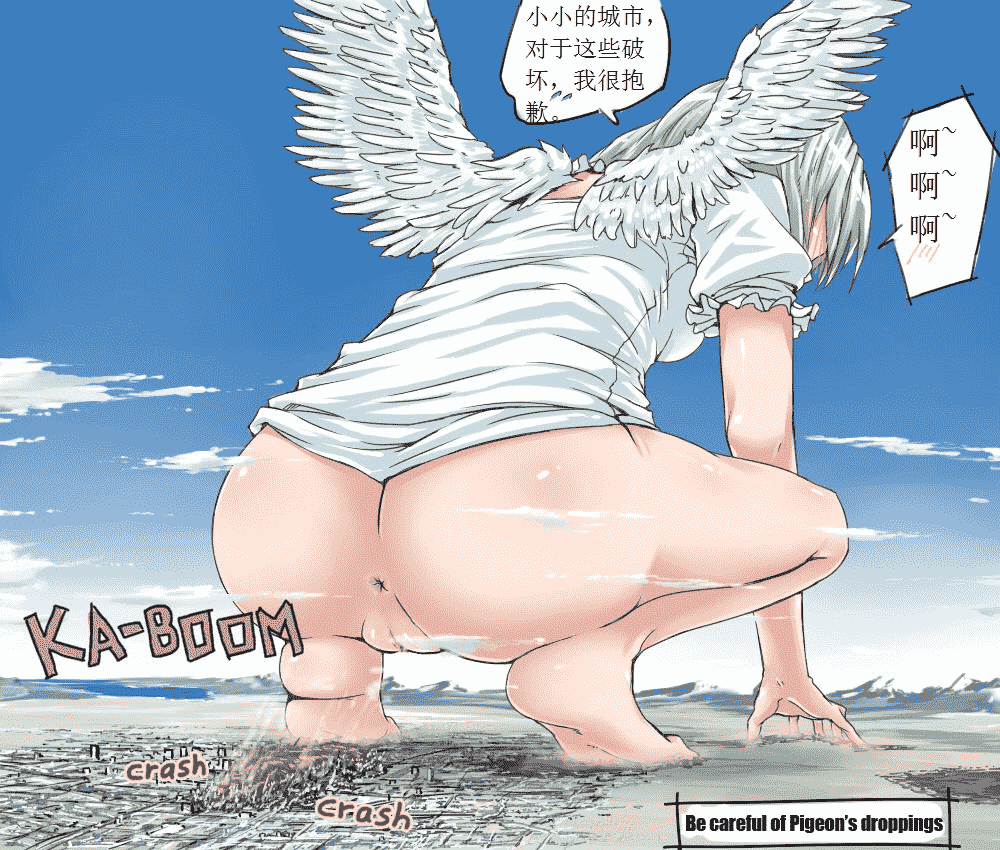 小小的城市，
对于这些破
坏，我很抱
歉。
啊~
啊~
啊~
KA-BOOM
crash
crash
Be careful of Pigeon's droppings